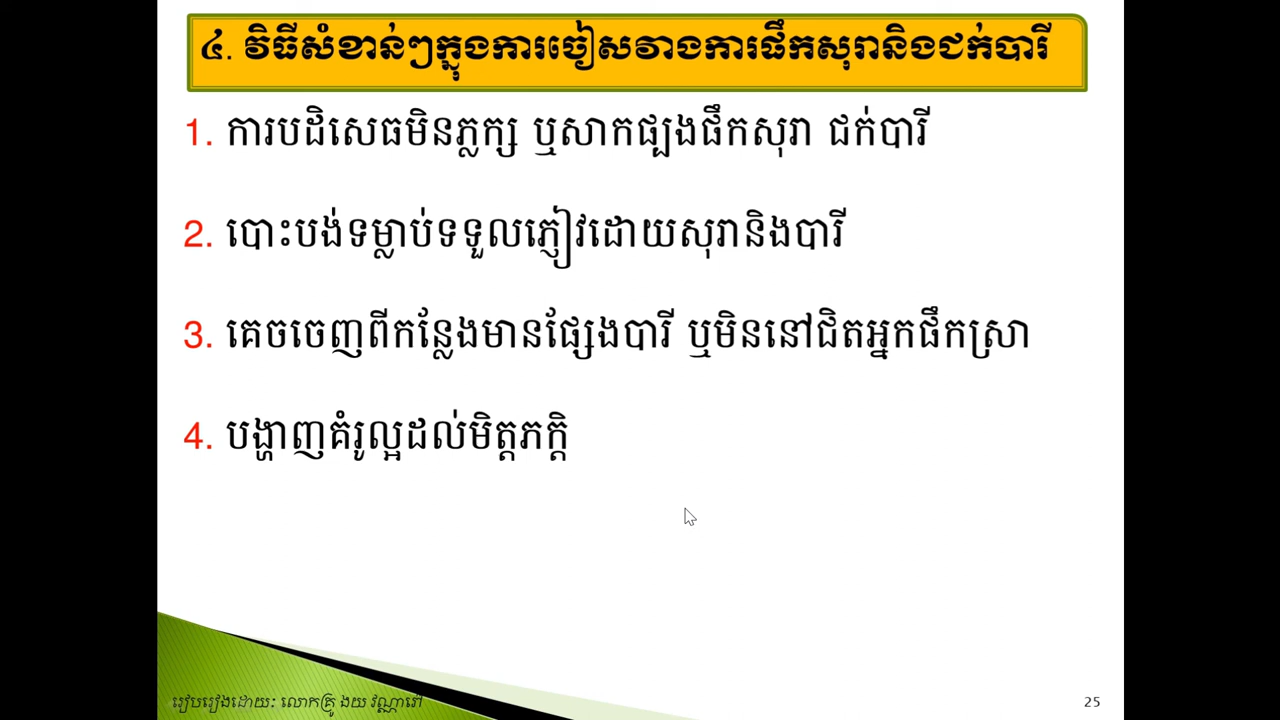 ៤. វិធីសំខាន់ៗក្នុងការចៀសវាងការផឹកសុរានិងជក់បារី
1. ការបដិសេធមិនភ្លក្ស ឬសាកផ្បងផឹកសុរា ជក់បារី
2. បោះបង់ទម្លាប់ទទួលភ្ញៀវដោយសុរានិងបារី
3. គេចចេញពីកន្លែងមានផ្សែងបារី ឬមិននៅជិតអ្នកផឹកស្រា
4. បង្ហាញគំរូល្អដល់មិត្តភក្តិ
រៀបរៀងដោយ: លោកគ្រូ ងយ វណ្ណារៅ
25